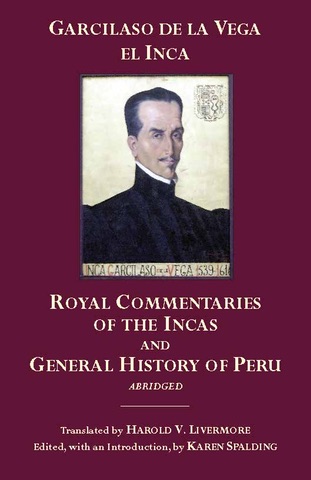 GARCILASO DE LA VEGA
EL INCA
INCA GARCILASO DE LA VEGA 1539-1616
ROYAL COMMENTARIES
OF THE INCAS
AND
GENERAL HISTORY OF PERU
ABRIDGED
Translated by HAROLD V. LIVERMORE
Edited, with an Introduction, by KAREN SPALDING